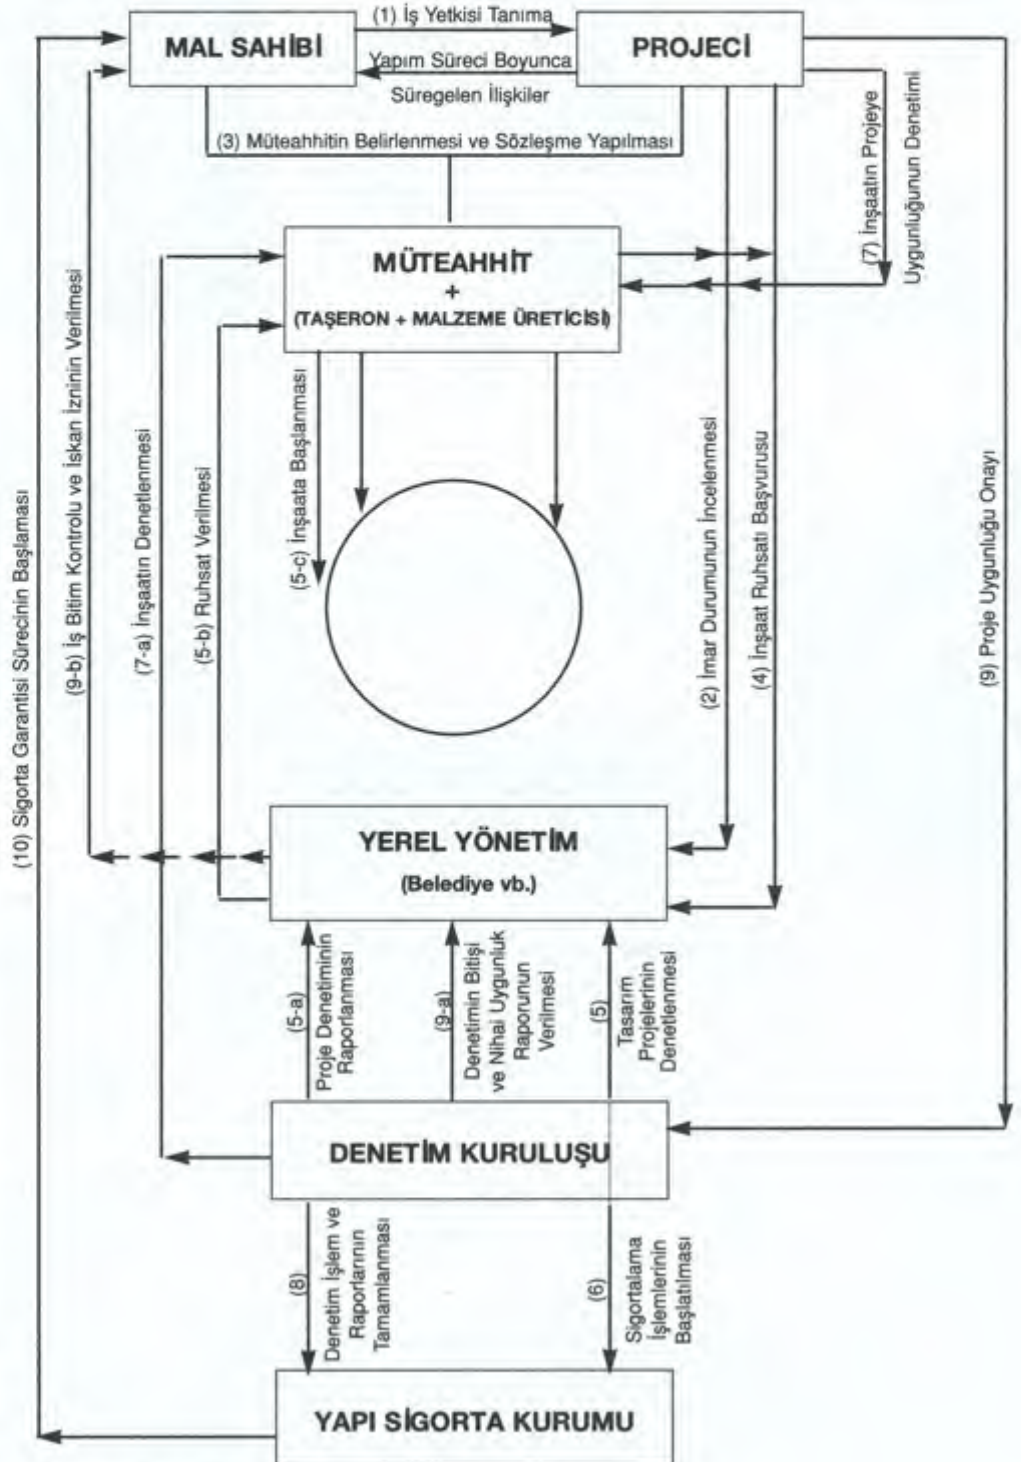 (1) İş Yetkisi Tanıma
MAL SAHİBİ
PROJECİ
Yapım Süreci Boyunca
Süregelen İlişkiler
(3) Müteahhitin Belirlenmesi ve Sözleşme Yapılması
(7) İnşaatın Projeye
Uygunluğunun Denetimi
MÜTEAHHİT
+
(TAŞERON + MALZEME ÜRETİCİSİ)
(10) Sigorta Garantisi Sürecinin Başlaması
(9-b) İş Bitim Kontrolu ve İskan İzninin Verilmesi
(7-a) İnşaatın Denetlenmesi
(5-b) Ruhsat Verilmesi
(5-c) İnşaata Başlanması
(2) İmar Durumunun İncelenmesi
(4) İnşaat Ruhsatı Başvurusu
(9) Proje Uygunluğu Onayı
YEREL YÖNETİM
(Belediye vb.)
(5-a)
Proje Denetiminin
Raporlanması
(9-a)
Denetimin Bitişi
ve Nihai Uygunluk
Raporunun
Verilmesi
(5)
Tasarım
Projelerinin
Denetlenmesi
DENETİM KURULUŞU
(8)
Denetim İşlem ve
Raporlarının
Tamamlanması
(6)
Sigortalama
İşlemlerinin
Başlatılması
YAPI SİGORTA KURUMU